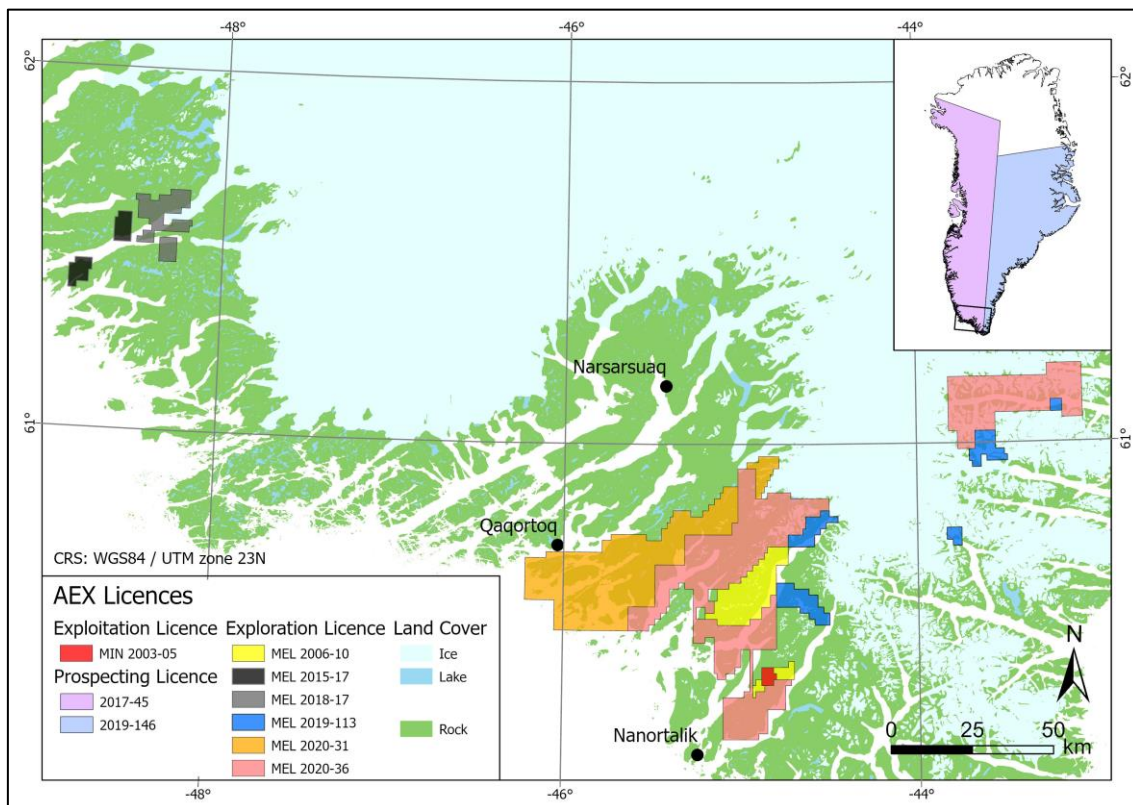 -48°
-46°
-44°
62°
62°
Narsarsuaq
61°
61°
Qaqortoq
CRS: WGS84 / UTM zone 23N
AEX Licences
Exploitation Licence
MIN 2003-05
Prospecting Licence
2017-45
2019-146
Exploration Licence
MEL 2006-10
MEL 2015-17
MEL 2018-17
MEL 2019-113
MEL 2020-31
MEL 2020-36
Land Cover
Ice
Lake
Rock
Nanortalik
N
0 25 50
km
-48°
-46°
-44°